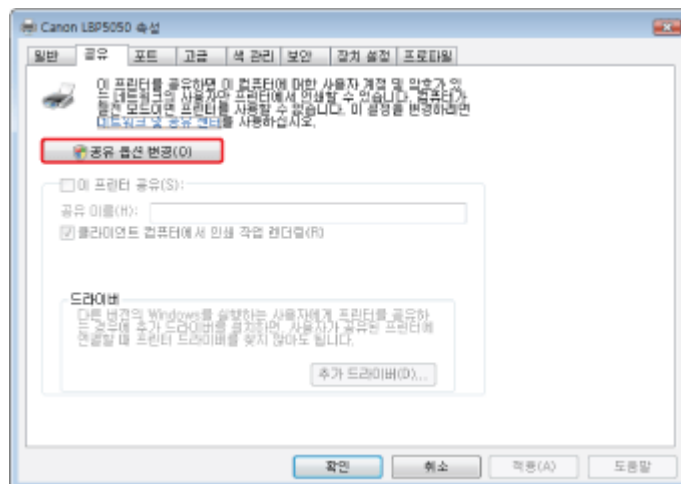 Canon LBP5050 속성
일반 공유 포트 고급 색 관리 보안 장치 설정 프로파일
이 프린터를 공유하면 이 컴퓨터에 대한 사용자 계정 및 암호가 있
는 네트워크의 사용자만 프린터에서 인쇄할 수 있습니다. 컴퓨터가
절전 모드이면 프린터를 사용할 수 없습니다. 이 설정을 변경하려면
네트워크 및 공유 센터를 사용하십시오.
공유 옵션 변경(O)
이 프린터 공유(S):
공유 이름(H):
클라이언트 컴퓨터에서 인쇄 작업 렌더링(R)
드라이버
다른 버전의 Windows를 실행하는 사용자에게 프린터를 공유하
는 경우에 추가 드라이버를 설치하면, 사용자가 공유된 프린터에
연결할 때 프린터 드라이버를 찾지 않아도 됩니다.
추가 드라이버(D)...
확인 취소 적용(A) 도움말